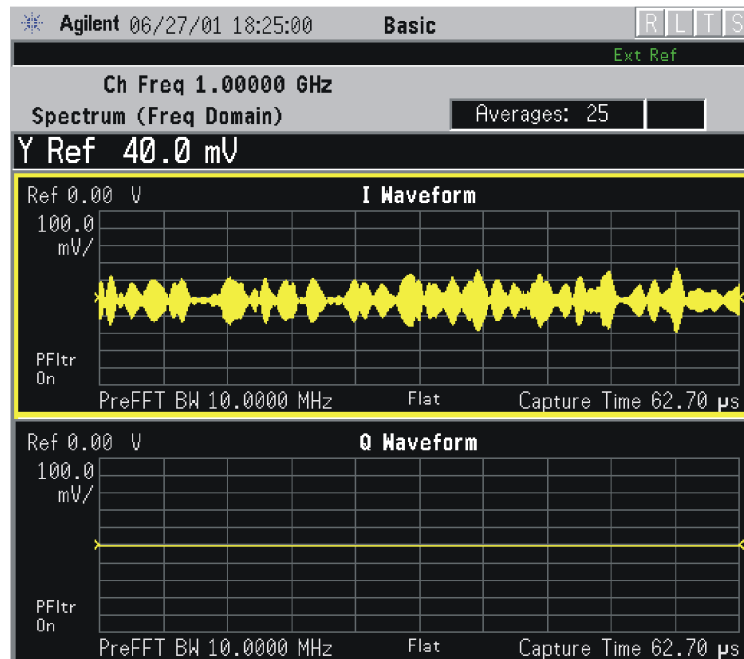 Agilent 06/27/01 18:25:00 Basic R L T S
Ext Ref
Ch Freq 1.00000 GHz
Spectrum (Freq Domain) Averages: 25
Y Ref 40.0 mV
Ref 0.00 V I Waveform
100.0
mV/
PFltr
On
PreFFT BW 10.0000 MHz Flat Capture Time 62.70 µs
Ref 0.00 V Q Waveform
100.0
mV/
PFltr
On
PreFFT BW 10.0000 MHz Flat Capture Time 62.70 µs